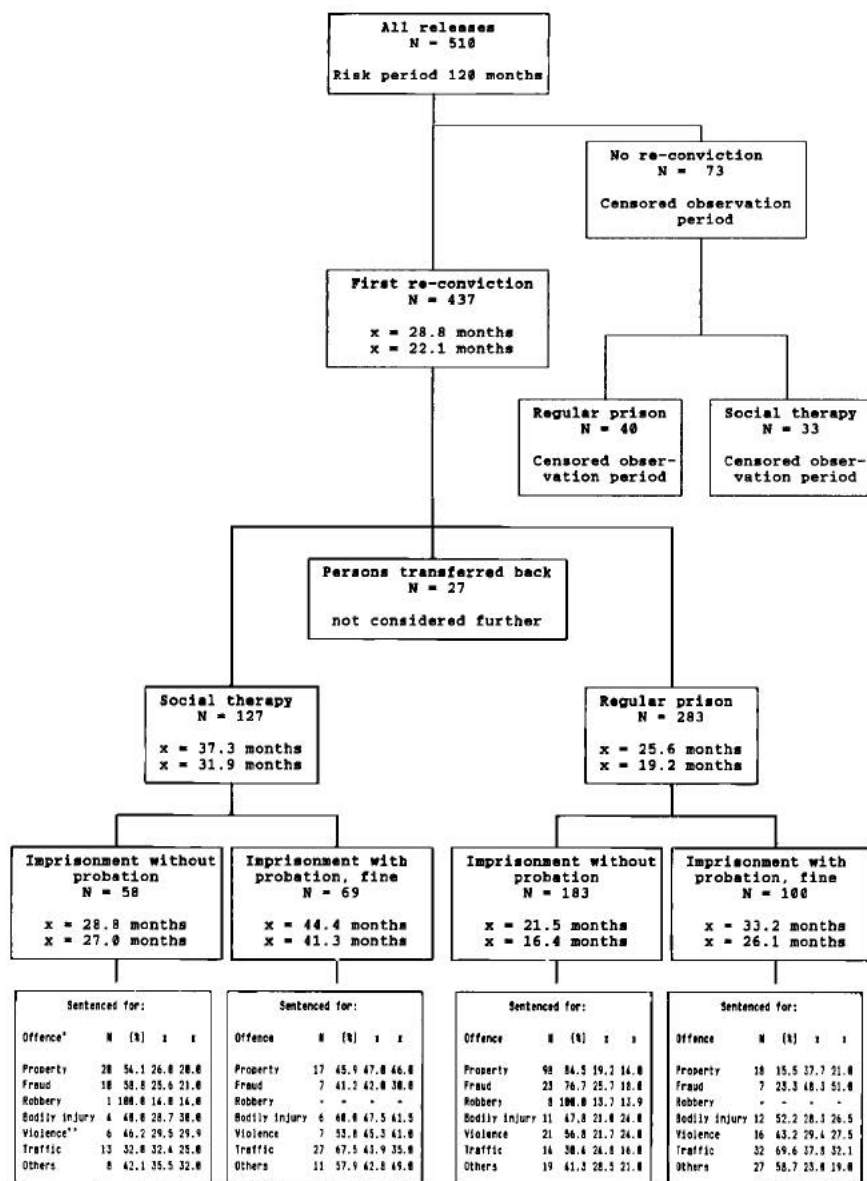 All releases
N = 510
Risk period 120 months
No re-conviction
N = 73
Censored observation
period
First re-conviction
N = 437
x = 28.8 months
x = 22.1 months
Regular prison
N = 40
Censored obser-
vation period
Social therapy
N = 33
Censored obser-
vation period
Persons transferred back
N = 27
not considered further
Social therapy
N = 127
x = 37.3 months
x = 31.9 months
Regular prison
N = 283
x = 25.6 months
x = 19.2 months
Imprisonment without
probation
N = 58
x = 28.8 months
x = 27.0 months
Imprisonment with
probation, fine
N = 69
x = 44.4 months
x = 41.3 months
Imprisonment without
probation
N = 183
x = 21.5 months
x = 16.4 months
Imprisonment with
probation, fine
N = 100
x = 33.2 months
x = 26.1 months
Sentenced for:
Offence* N (%) x x
Property 20 54.1 26.0 20.0
Fraud 10 58.8 25.6 21.0
Robbery 1 100.0 14.0 14.0
Bodily injury 4 40.0 28.7 30.0
Violence** 6 46.2 29.5 29.9
Traffic 13 32.4 25.0
Others 8 42.1 35.5 32.0
Sentenced for:
Offence N (%) x x
Property 17 45.9 47.0 46.0
Fraud 7 41.2 42.0 30.0
Robbery - - - -
Bodily injury 6 60.0 47.5 41.5
Violence 7 53.8 45.3 41.0
Traffic 27 67.5 43.9 35.0
Others 11 57.9 42.8 49.0
Sentenced for:
Offence N (%) x x
Property 98 84.5 19.2 14.0
Fraud 23 76.7 25.7 18.0
Robbery 8 100.0 13.7 13.9
Bodily injury 11 47.8 21.0 24.0
Violence 21 56.8 21.7 24.0
Traffic 14 30.4 24.8 16.0
Others 19 41.3 28.5 21.0
Sentenced for:
Offence N (%) x x
Property 18 15.5 37.7 21.0
Fraud 7 23.3 48.3 51.0
Robbery - - - -
Bodily injury 12 52.2 28.3 26.5
Violence 16 43.2 29.4 27.5
Traffic 32 69.6 37.8 32.1
Others 27 58.7 23.0 19.0